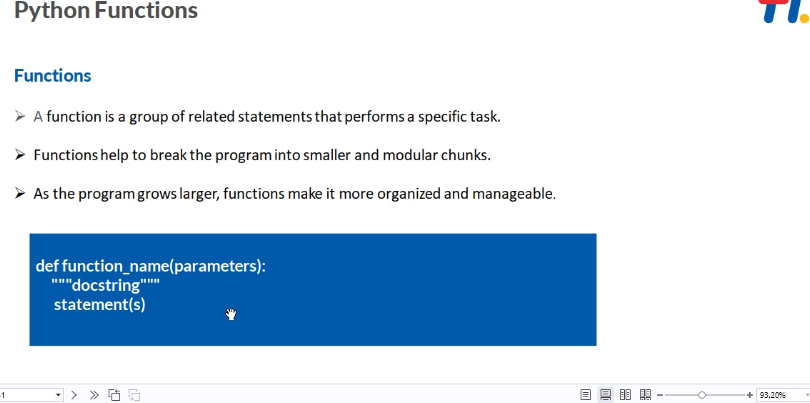 Python Functions
Functions
➢ A function is a group of related statements that performs a specific task.
➢ Functions help to break the program into smaller and modular chunks.
➢ As the program grows larger, functions make it more organized and manageable.
def function_name(parameters):
"""docstring"""
statement(s)
93.20%